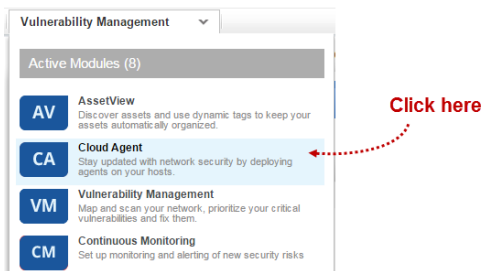 Vulnerability Management
Active Modules (8)
AV
AssetView
Discover assets and use dynamic tags to keep your
assets automatically organized.
Click here
CA
Cloud Agent
Stay updated with network security by deploying
agents on your hosts.
VM
Vulnerability Management
Map and scan your network, prioritize your critical
vulnerabilities and fix them.
CM
Continuous Monitoring
Set up monitoring and alerting of new security risks